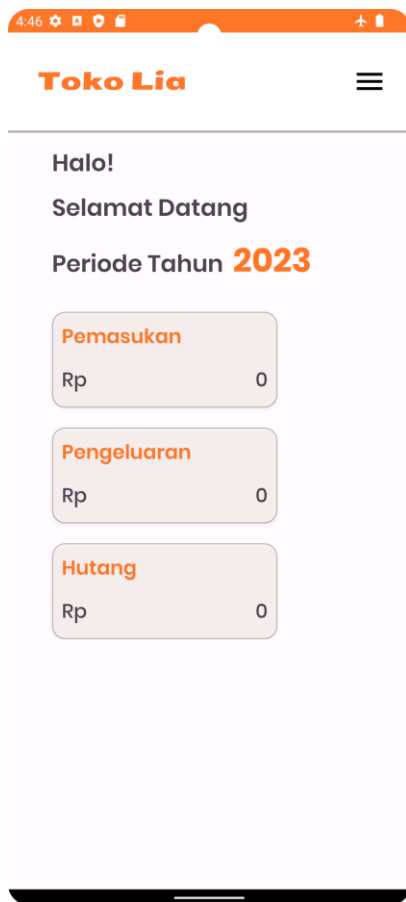 4:46
Toko Lia
Halo!
Selamat Datang
Periode Tahun 2023
Pemasukan
Rp 0
Pengeluaran
Rp 0
Hutang
Rp 0